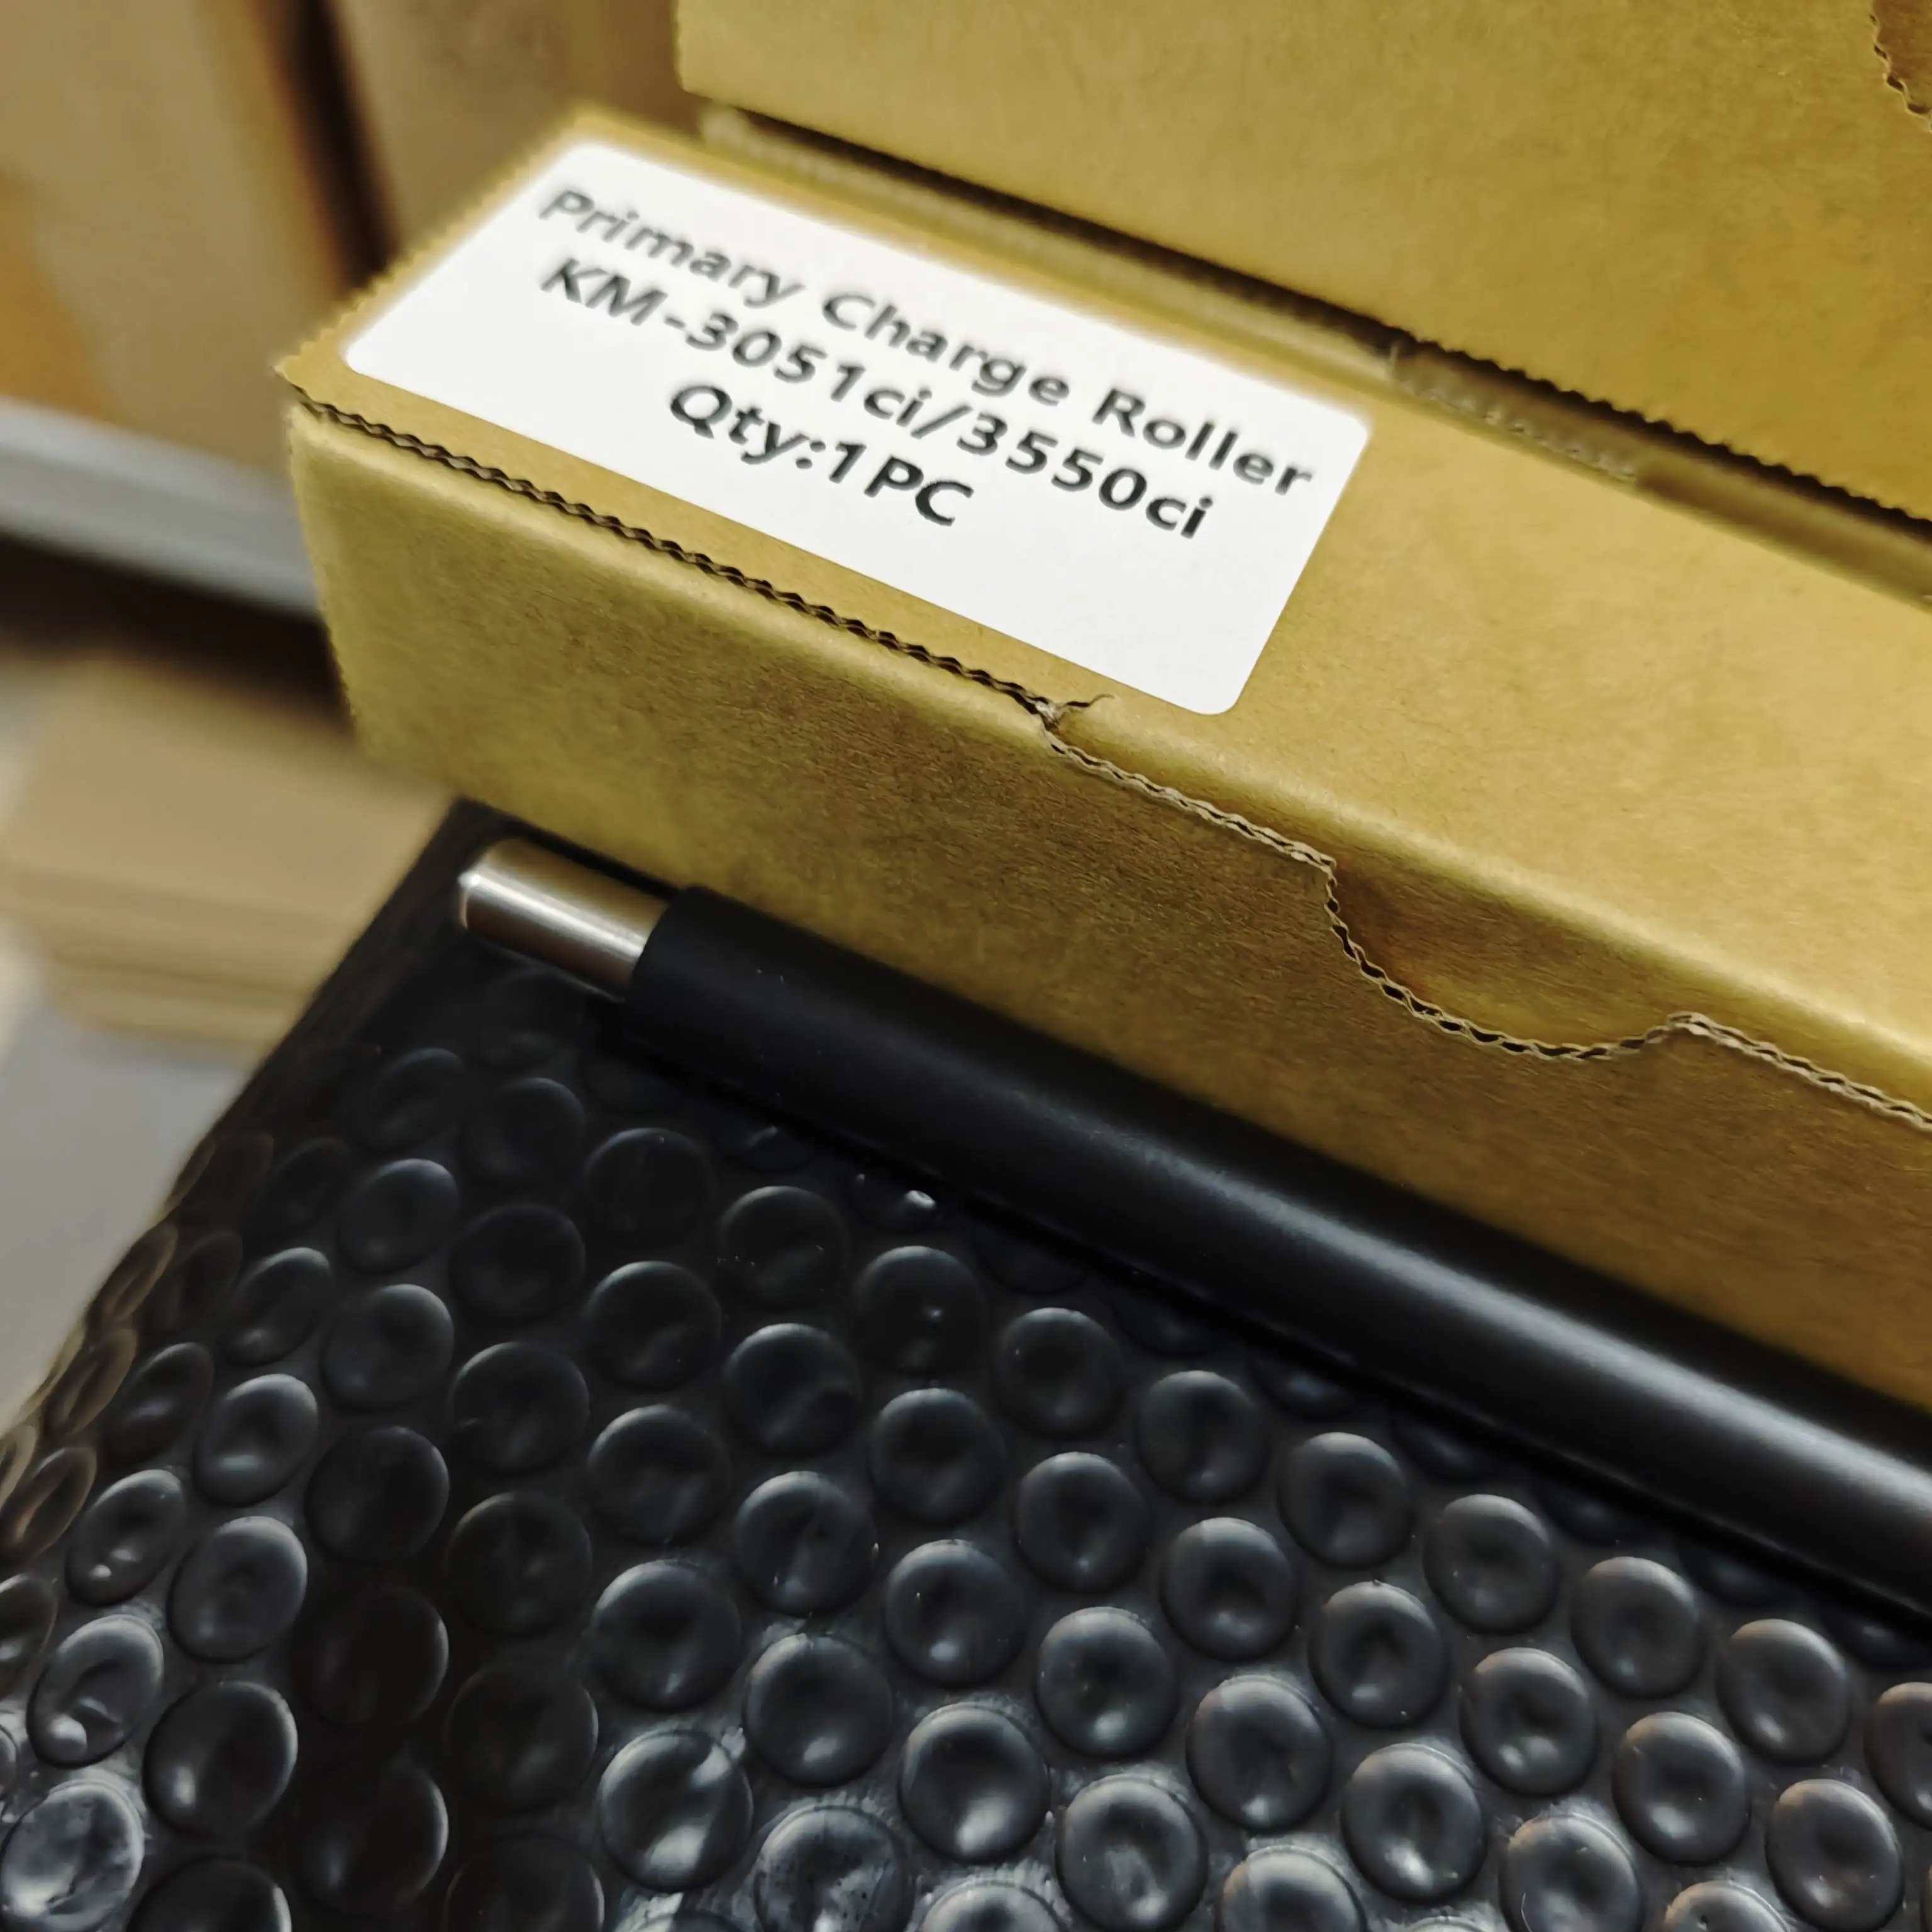 Primary Charge Roller
KM-3051ci/3550ci
Qty:1PC